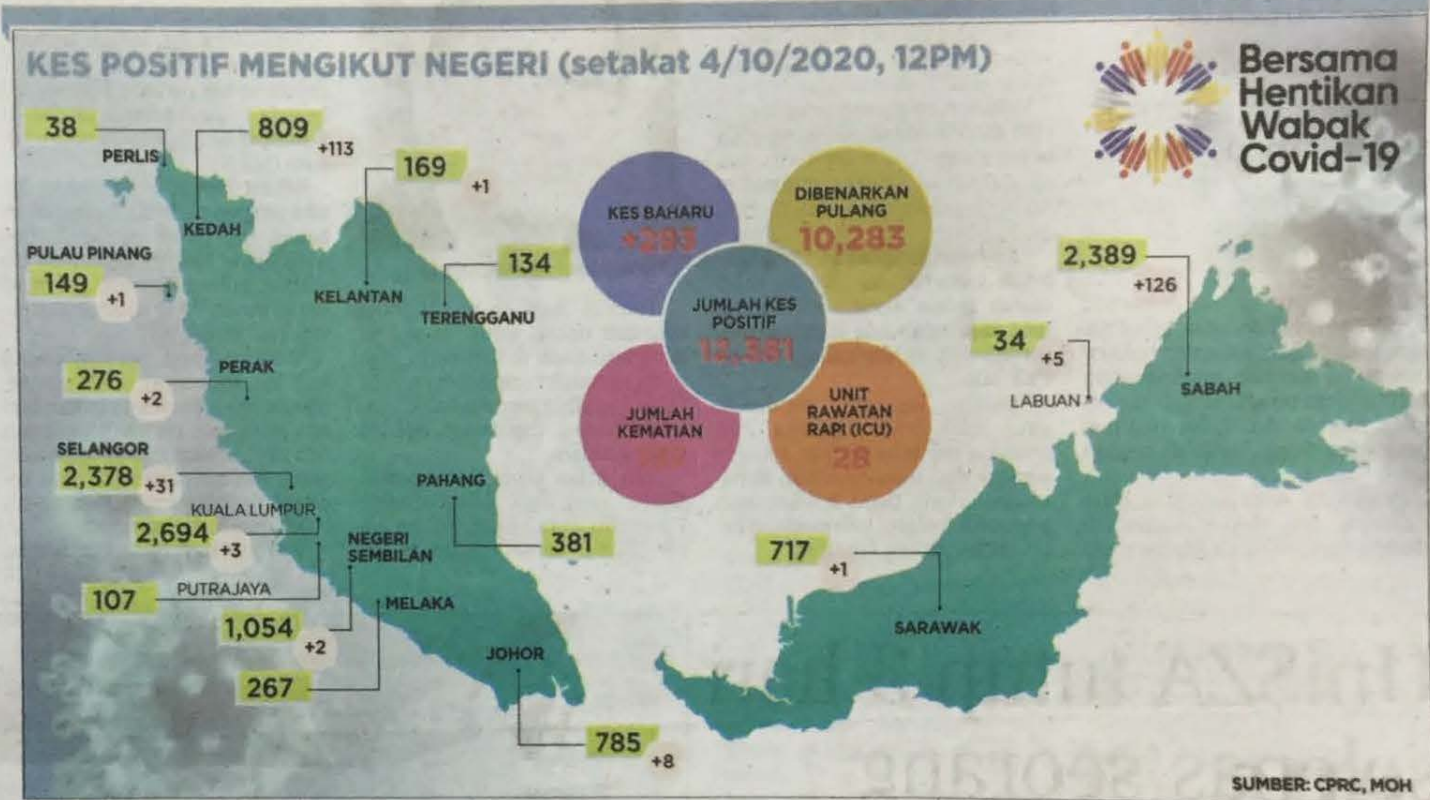 KES POSITIF MENGIKUT NEGERI (setakat 4/10/2020, 12PM)
Bersama
Hentikan
Wabak
Covid-19
38
PERLIS
809
+113
KEDAH
169
+1
KELANTAN
PULAU PINANG
149
+1
134
TERENGGANU
276
+2
PERAK
SELANGOR
2,378
+31
KUALA LUMPUR
2,694
+3
107
PUTRAJAYA
NEGERI
SEMBILAN
1,054
+2
MELAKA
267
PAHANG
381
JOHOR
785
+8
KES BAHARU
+293
DIBENARKAN
PULANG
10,283
JUMLAH KES
POSITIF
12,381
JUMLAH
KEMATIAN
UNIT
RAWATAN
RAPI (ICU)
28
2,389
+126
SABAH
34
+5
LABUAN
717
+1
SARAWAK
SUMBER: CPRC, MOH